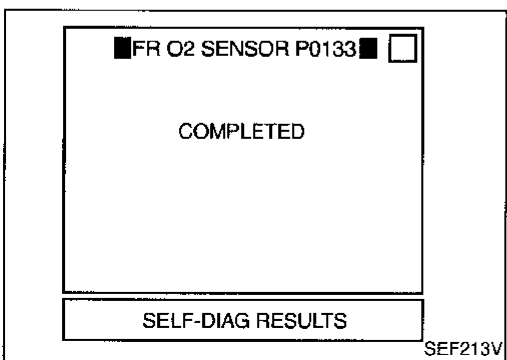 FR O2 SENSOR P0133
COMPLETED
SELF-DIAG RESULTS
SEF213V